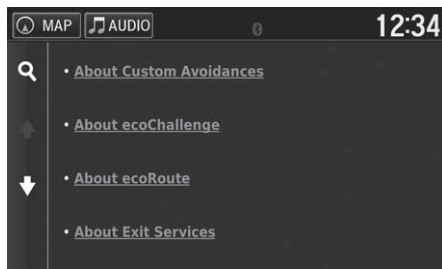 MAP AUDIO 12:34
• About Custom Avoidances
• About ecoChallenge
• About ecoRoute
• About Exit Services